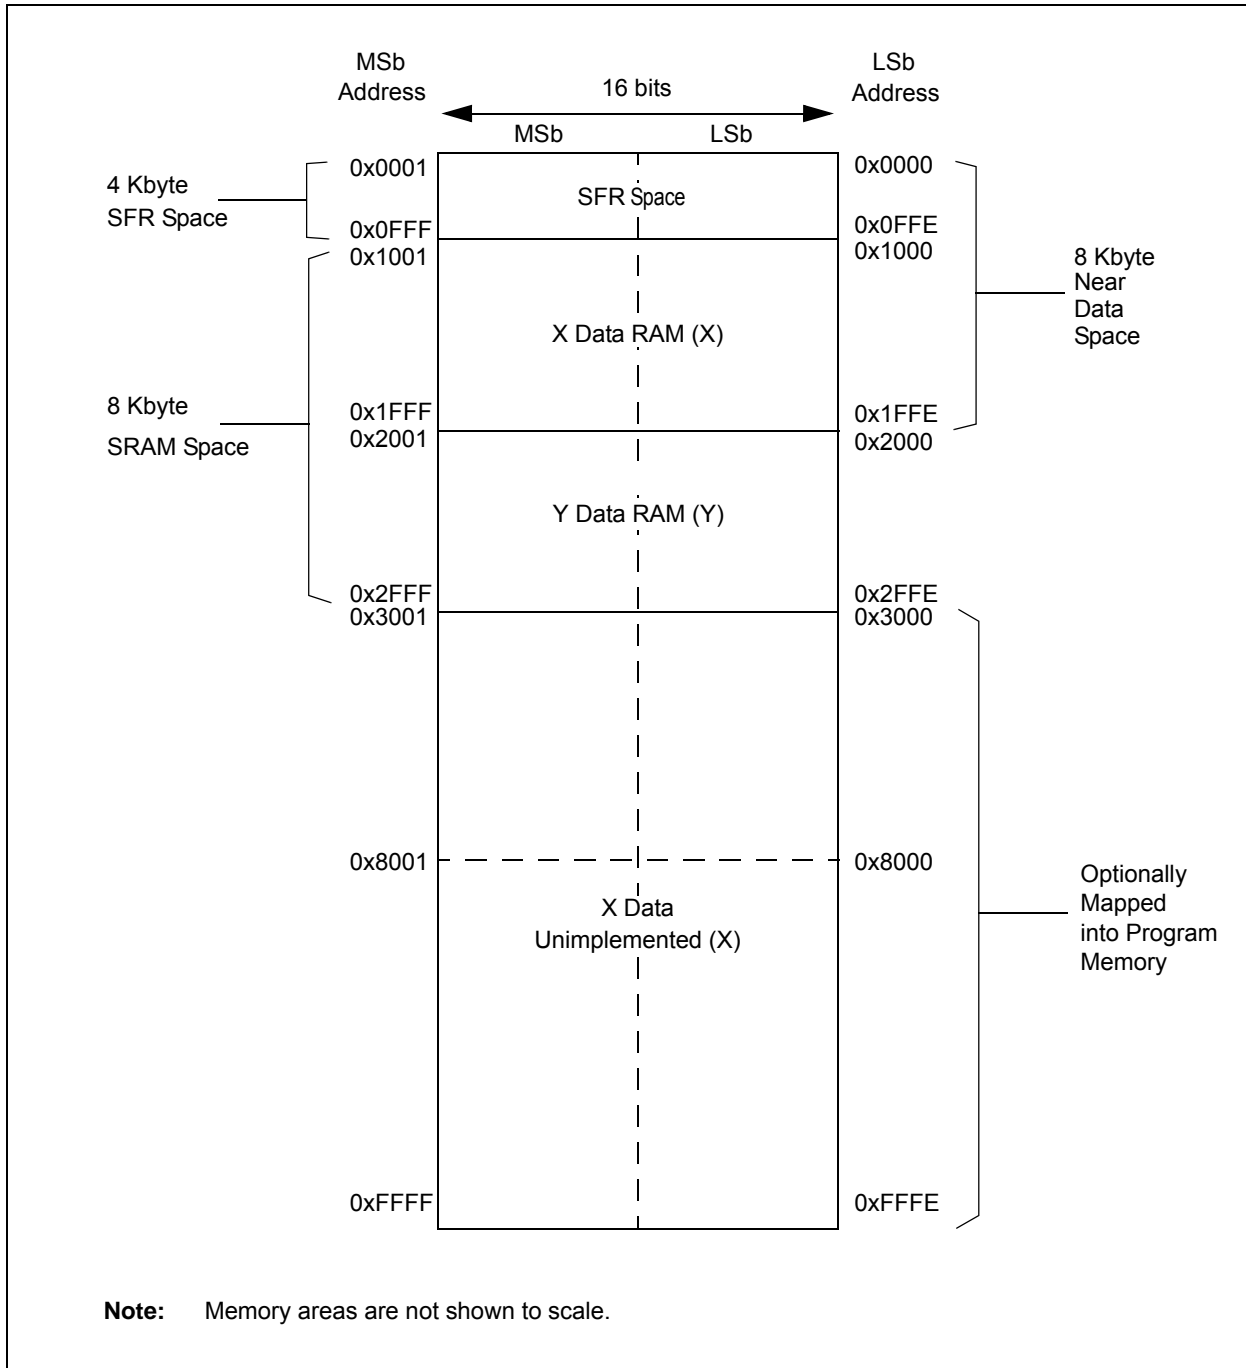 MSb
Address
16 bits
LSb
Address
MSb
LSb
4 Kbyte
SFR Space
0x0001
0x0FFF
SFR Space
0x0000
0x0FFE
8 Kbyte
SRAM Space
0x1001
0x1FFF
X Data RAM (X)
0x1000
0x1FFE
8 Kbyte
Near
Data
Space
0x2001
0x2FFF
Y Data RAM (Y)
0x2000
0x2FFE
0x3001
0x3000
0x8001
0x8000
X Data
Unimplemented (X)
Optionally
Mapped
into Program
Memory
0xFFFF
0xFFFE
Note: Memory areas are not shown to scale.